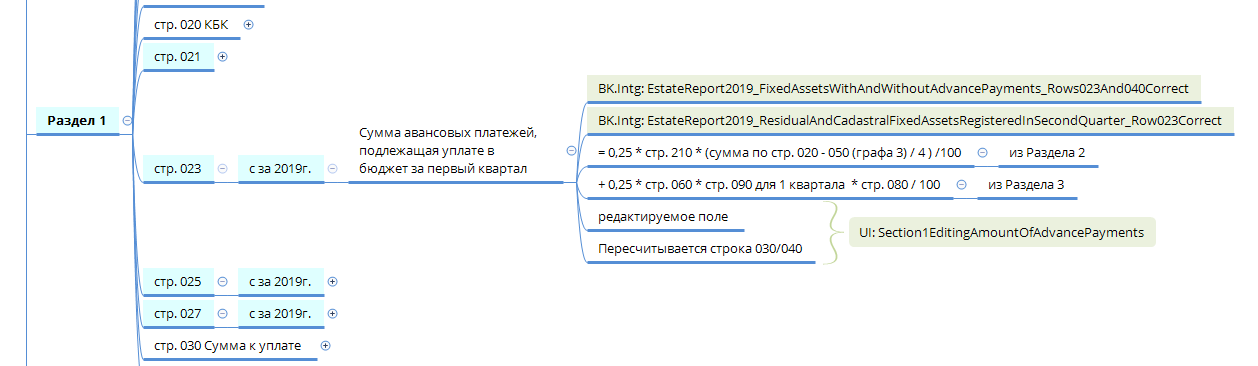 Раздел 1
стр. 020 КБК
стр. 021
стр. 023
с за 2019г.
Сумма авансовых платежей,
подлежащая уплате в
бюджет за первый квартал
BK.Intg: EstateReport2019_FixedAssetsWithAndWithoutAdvancePayments_Rows023And040Correct
BK.Intg: EstateReport2019_ResidualAndCadastralFixedAssetsRegisteredInSecondQuarter_Row023Correct
= 0,25 * стр. 210 * (сумма по стр. 020 - 050 (графа 3) / 4 ) /100
из Раздела 2
+ 0,25 * стр. 060 * стр. 090 для 1 квартала * стр. 080 / 100
из Раздела 3
редактируемое поле
Пересчитывается строка 030/040
UI: Section1EditingAmountOfAdvancePayments
стр. 025
с за 2019г.
стр. 027
с за 2019г.
стр. 030 Сумма к уплате